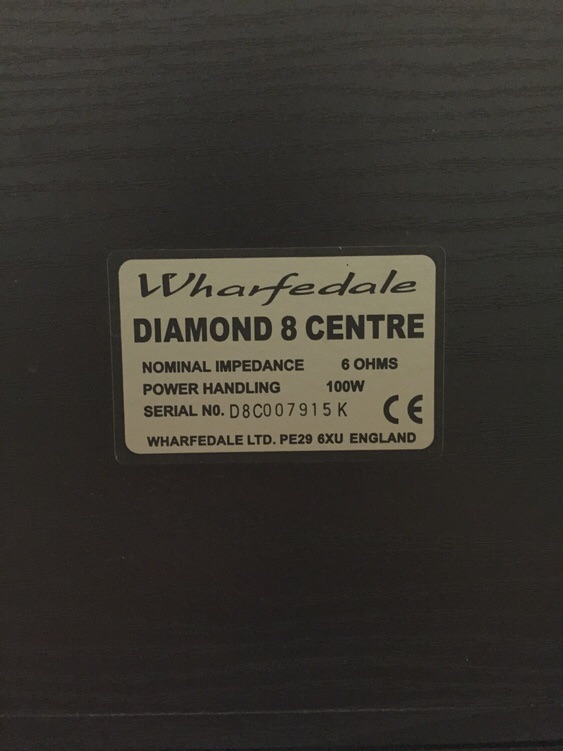 Wharfedale
DIAMOND 8 CENTRE
NOMINAL IMPEDANCE 6 OHMS
POWER HANDLING 100W
SERIAL NO. D8C007915K
CE
WHARFEDALE LTD. PE29 6XU ENGLAND